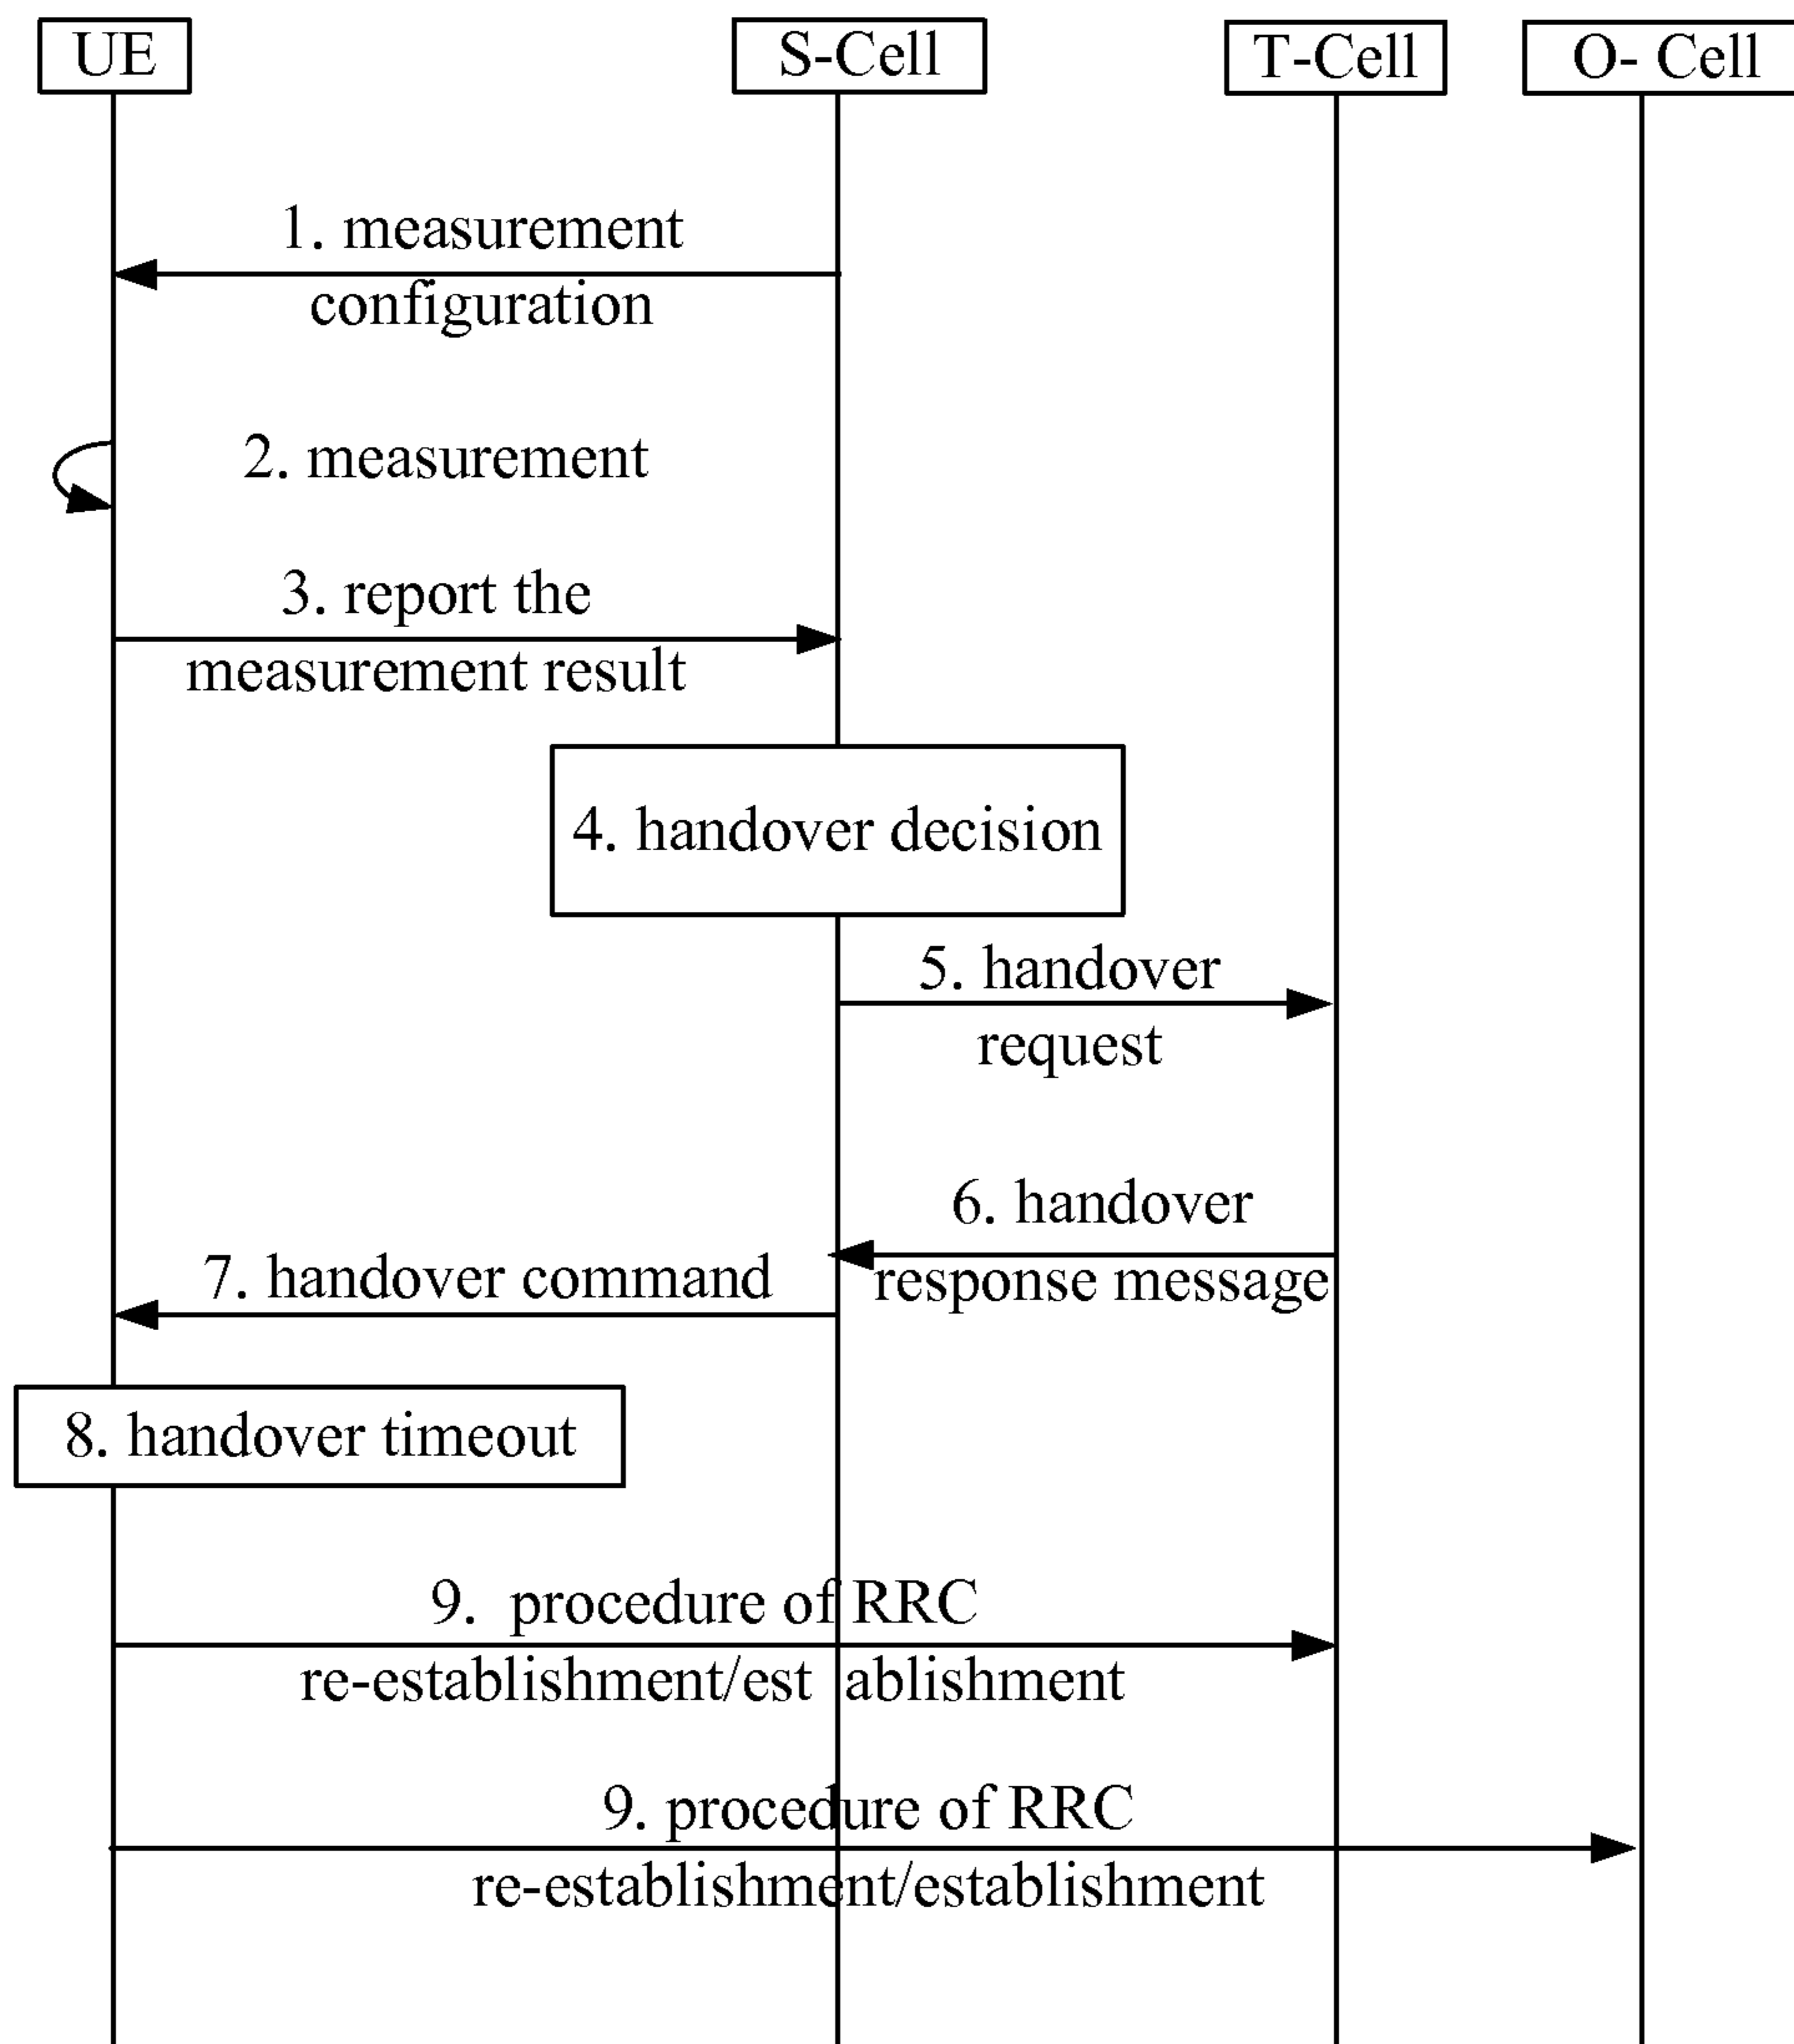 UE
S-Cell
T-Cell
O- Cell
1. measurement
configuration
2. measurement
3. report the
measurement result
4. handover decision
5. handover
request
6. handover
response message
7. handover command
8. handover timeout
9. procedure of RRC
re-establishment/est ablishment
9. procedure of RRC
re-establishment/establishment